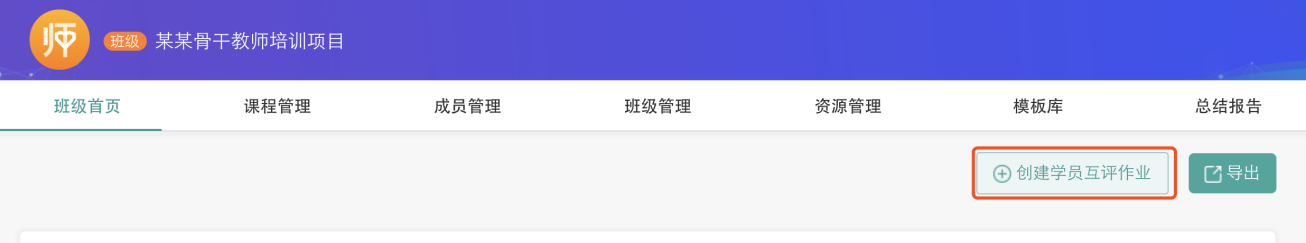 师
班级 某某骨干教师培训项目
班级首页 课程管理 成员管理 班级管理 资源管理 模板库 总结报告
创建学员互评作业 导出